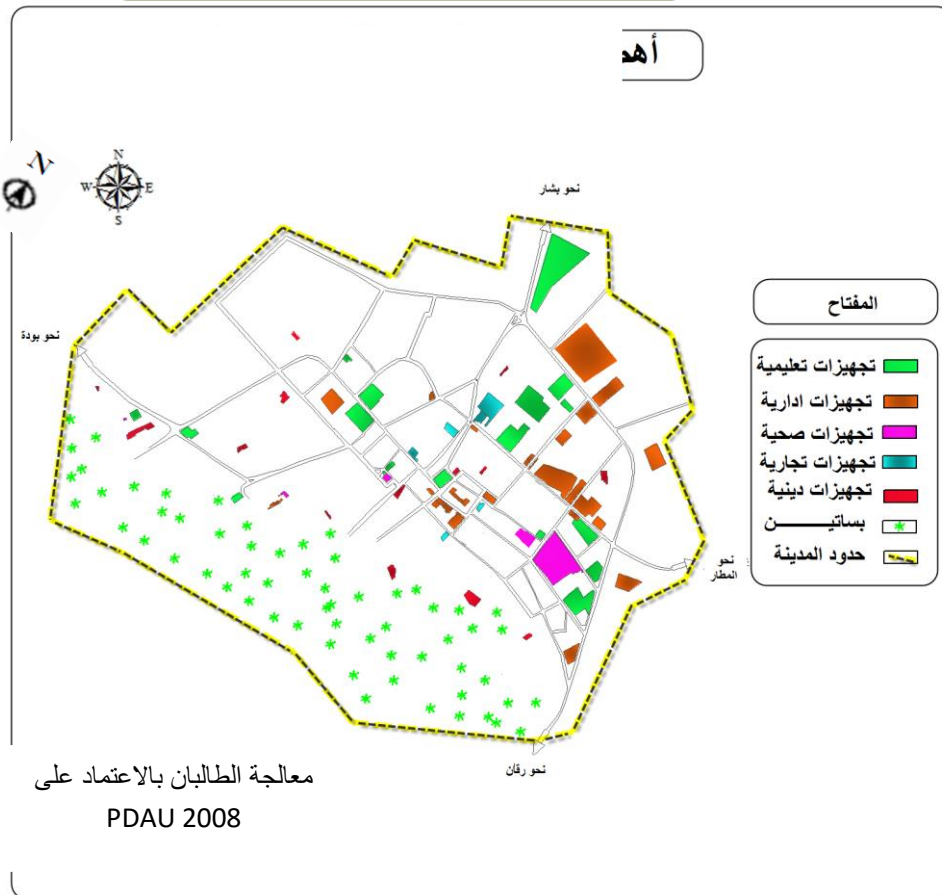 أهم
N
N
W
E
S
نحو بشار
نحو بودة
المفتاح
تجهيزات تعليمية
تجهيزات ادارية
تجهيزات صحية
تجهيزات تجارية
تجهيزات دينية
بساتيــــــــن
حدود المدينة
نحو
المطار
نحو رقان
معالجة الطالبان بالاعتماد على
PDAU 2008